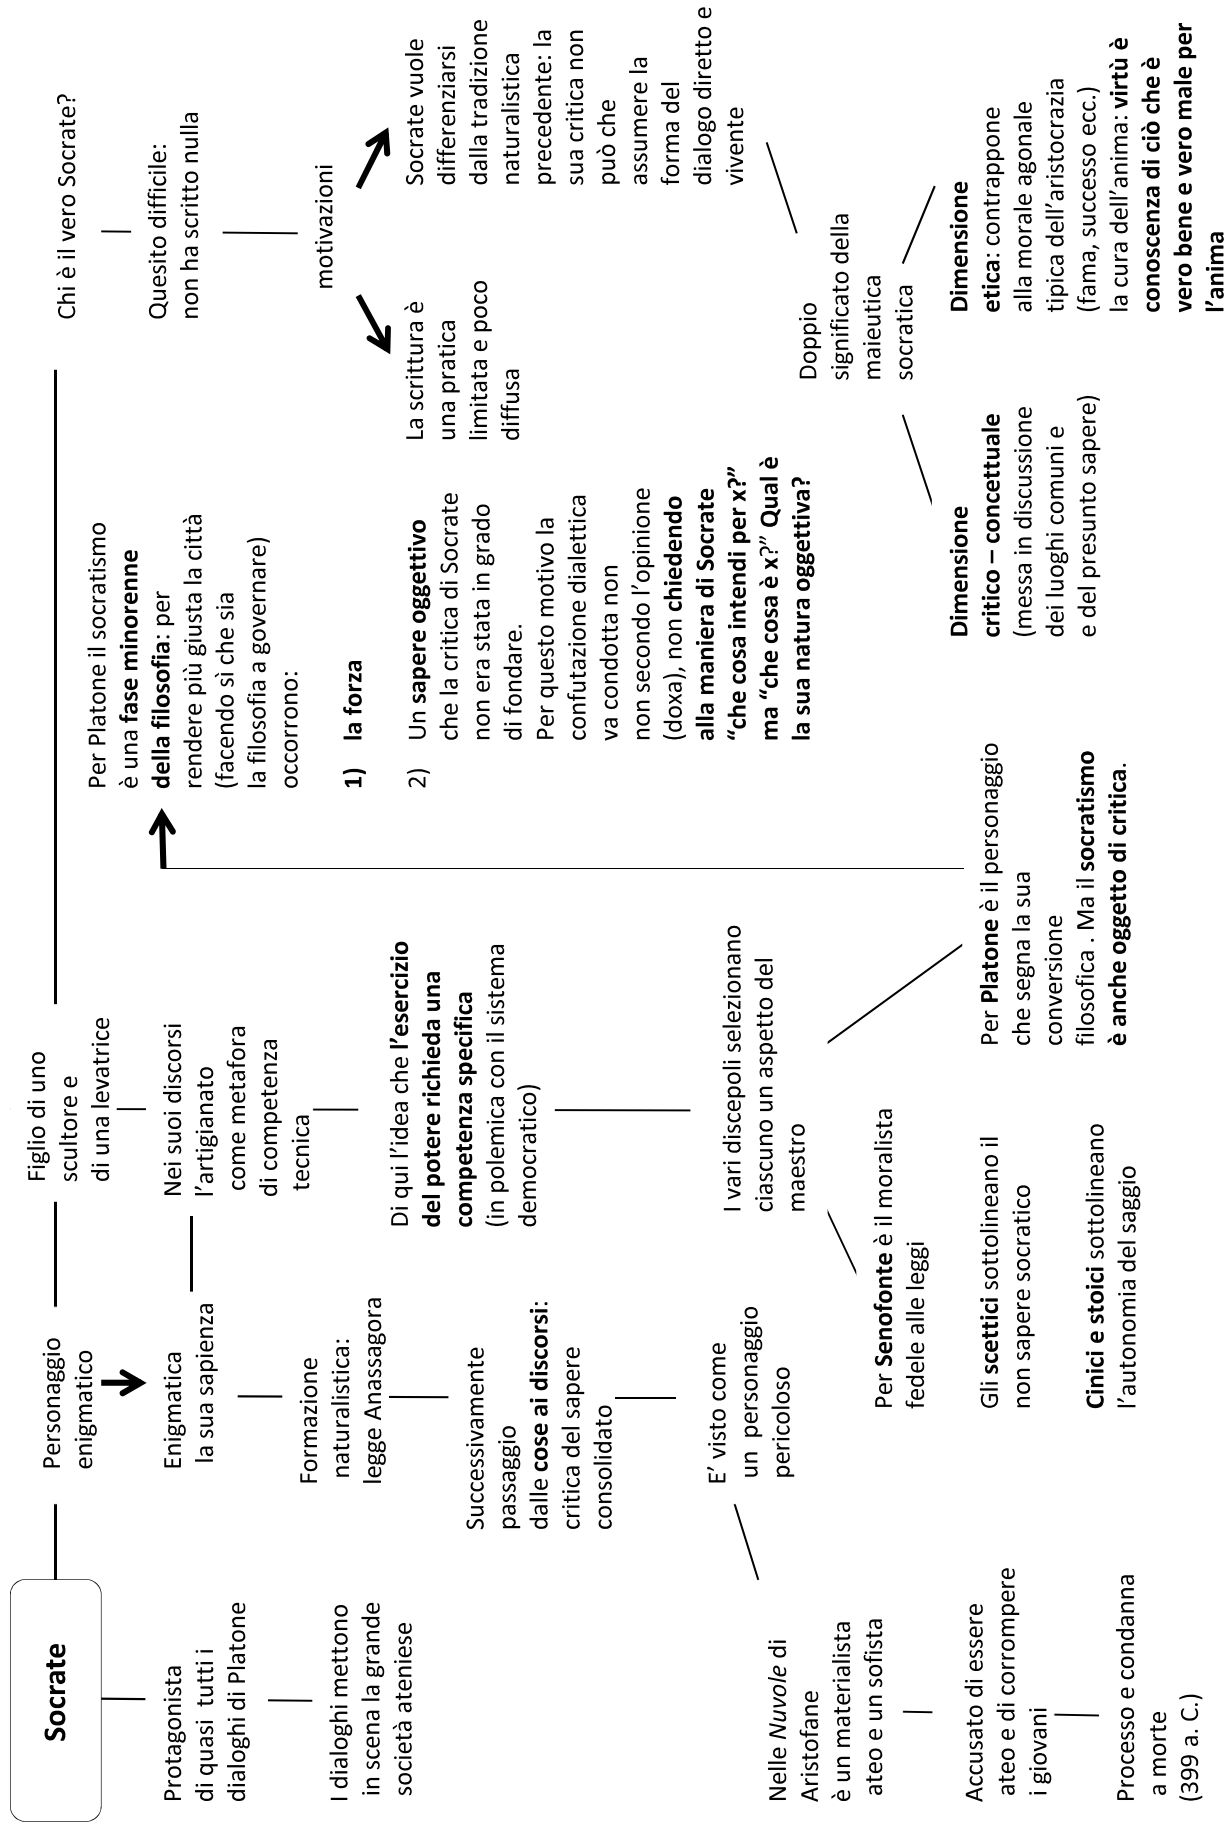 Socrate
Protagonista
di quasi tutti i
dialoghi di Platone
I dialoghi mettono
in scena la grande
società ateniese
Personaggio
enigmatico
Enigmatica
la sua sapienza
Formazione
naturalistica:
legge Anassagora
Successivamente
passaggio
dalle cose ai discorsi:
critica del sapere
consolidato
E’ visto come
un personaggio
pericoloso
Nelle Nuvole di
Aristofane
è un materialista
ateo e un sofista
Accusato di essere
ateo e di corrompere
i giovani
Processo e condanna
a morte
(399 a. C.)
Figlio di uno
scultore e
di una levatrice
Nei suoi discorsi
l’artigianato
come metafora
di competenza
tecnica
Di qui l’idea che l’esercizio
del potere richieda una
competenza specifica
(in polemica con il sistema
democratico)
I vari discepoli selezionano
ciascuno un aspetto del
maestro
Per Senofonte è il moralista
fedele alle leggi
Gli scettici sottolineano il
non sapere socratico
Cinici e stoici sottolineano
l’autonomia del saggio
Per Platone è il personaggio
che segna la sua
conversione
filosofica . Ma il socratismo
è anche oggetto di critica.
Per Platone il socratismo
è una fase minorenne
della filosofia: per
rendere più giusta la città
(facendo sì che sia
la filosofia a governare)
occorrono:
1) la forza
2) Un sapere oggettivo
che la critica di Socrate
non era stata in grado
di fondare.
Per questo motivo la
confutazione dialettica
va condotta non
non secondo l’opinione
(doxa), non chiedendo
alla maniera di Socrate
“che cosa intendi per x?”
ma “che cosa è x?” Qual è
la sua natura oggettiva?
Chi è il vero Socrate?
Quesito difficile:
non ha scritto nulla
motivazioni
La scrittura è
una pratica
limitata e poco
diffusa
Socrate vuole
differenziarsi
dalla tradizione
naturalistica
precedente: la
sua critica non
può che
assumere la
forma del
dialogo diretto e
vivente
Doppio
significato della
maieutica
socratica
Dimensione
critico – concettuale
(messa in discussione
dei luoghi comuni e
e del presunto sapere)
Dimensione
etica: contrappone
alla morale agonale
tipica dell’aristocrazia
(fama, successo ecc.)
la cura dell’anima: virtù è
conoscenza di ciò che è
vero bene e vero male per
l’anima